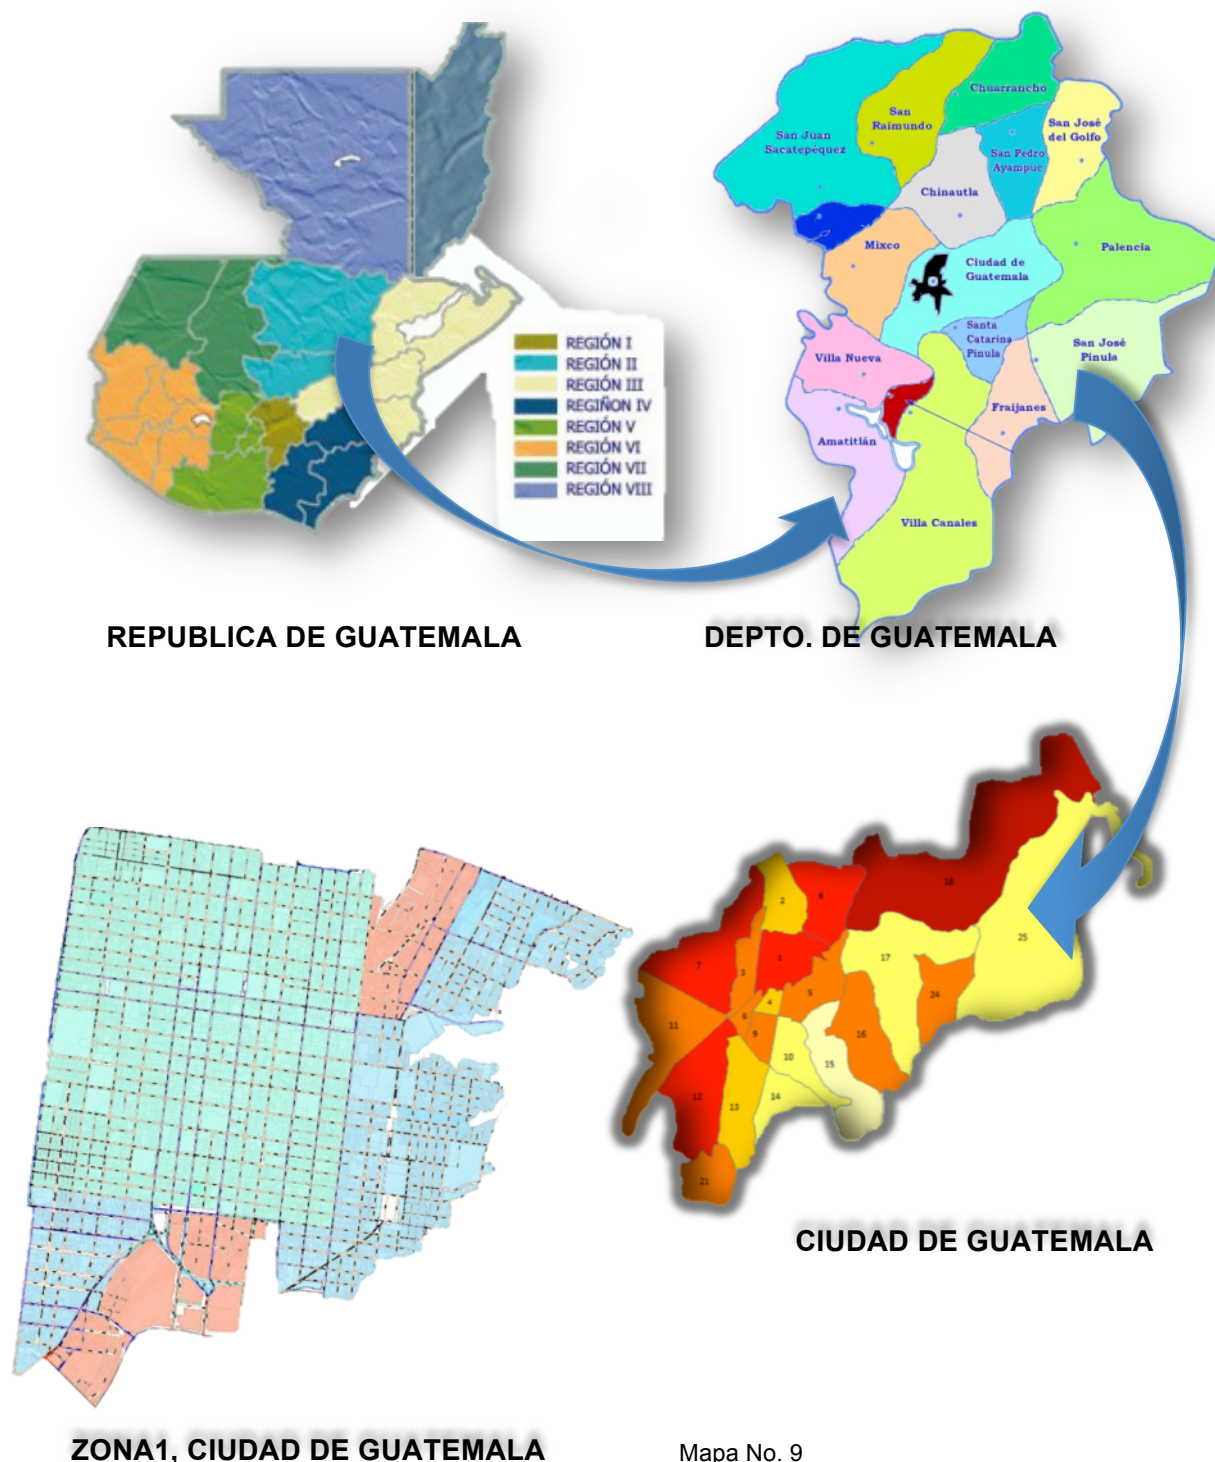 REGIÓN I
REGIÓN II
REGIÓN III
REGIÑON IV
REGIÓN V
REGIÓN VI
REGIÓN VII
REGIÓN VIII
REPUBLICA DE GUATEMALA
Chuarrancho
San
Raimundo
San José
del Golfo
San Juan
Sacatepéquez
San Pedro
Ayampuc
Chinautla
Mixco
Palencia
Ciudad de
Guatemala
Santa
Catarina
Pinula
San José
Pinula
Villa Nueva
Fraijanes
Amatitlán
Villa Canales
DEPTO. DE GUATEMALA
18
2
6
25
7
3
1
17
5
24
4
11
8
9
16
10
15
12
13
14
21
CIUDAD DE GUATEMALA
ZONA1, CIUDAD DE GUATEMALA
Mapa No. 9